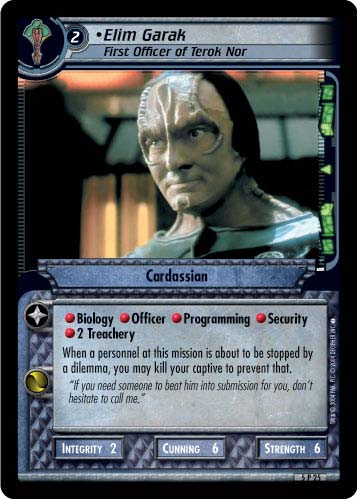 2
•Elim Garak
First Officer of Terok Nor
Cardassian
•Biology •Officer •Programming •Security
•2 Treachery
When a personnel at this mission is about to be stopped by
a dilemma, you may kill your captive to prevent that.
"If you need someone to beat him into submission for you, don't
hesitate to call me."
Integrity 2 Cunning 6 Strength 6
5 P 25